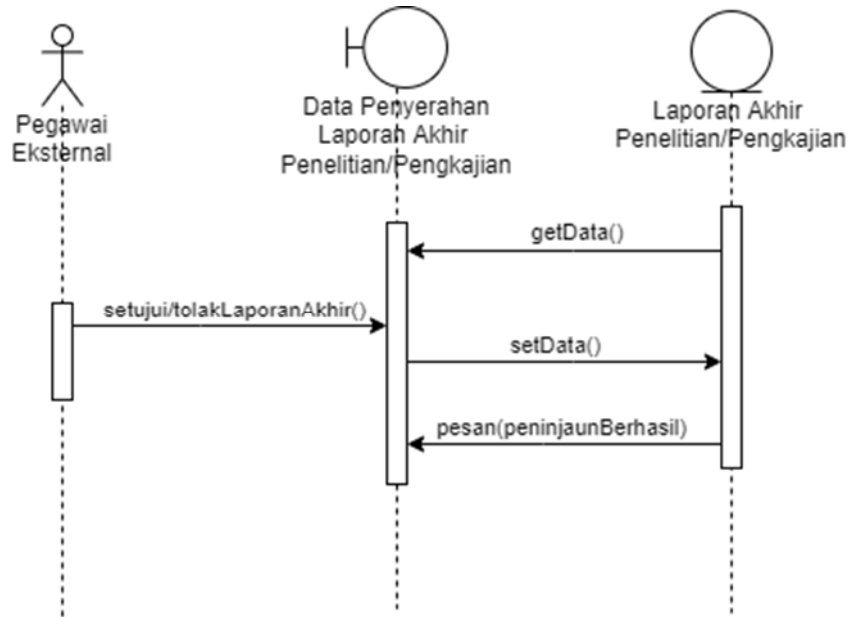 Pegawai
Eksternal
Data Penyerahan
Laporan Akhir
Penelitian/Pengkajian
Laporan Akhir
Penelitian/Pengkajian
getData()
setujui/tolakLaporanAkhir()
setData()
pesan(peninjaunBerhasil)